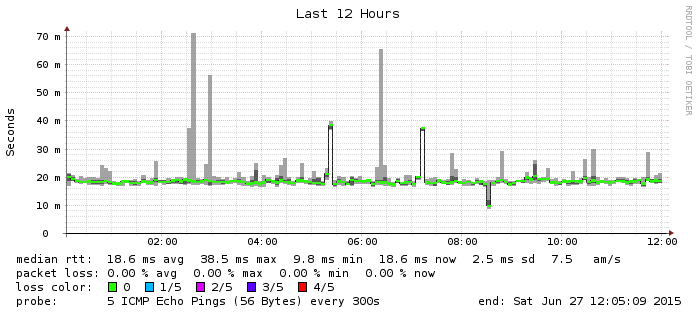 Last 12 Hours
RRDTOOL / TOBI OETIKER
Seconds
70 m
60 m
50 m
40 m
30 m
20 m
10 m
0
02:00 04:00 06:00 08:00 10:00 12:00
median rtt: 18.6 ms avg 38.5 ms max 9.8 ms min 18.6 ms now 2.5 ms sd 7.5 am/s
packet loss: 0.00 % avg 0.00 % max 0.00 % min 0.00 % now
loss color: 0 1/5 2/5 3/5 4/5
probe: 5 ICMP Echo Pings (56 Bytes) every 300s end: Sat Jun 27 12:05:09 2015